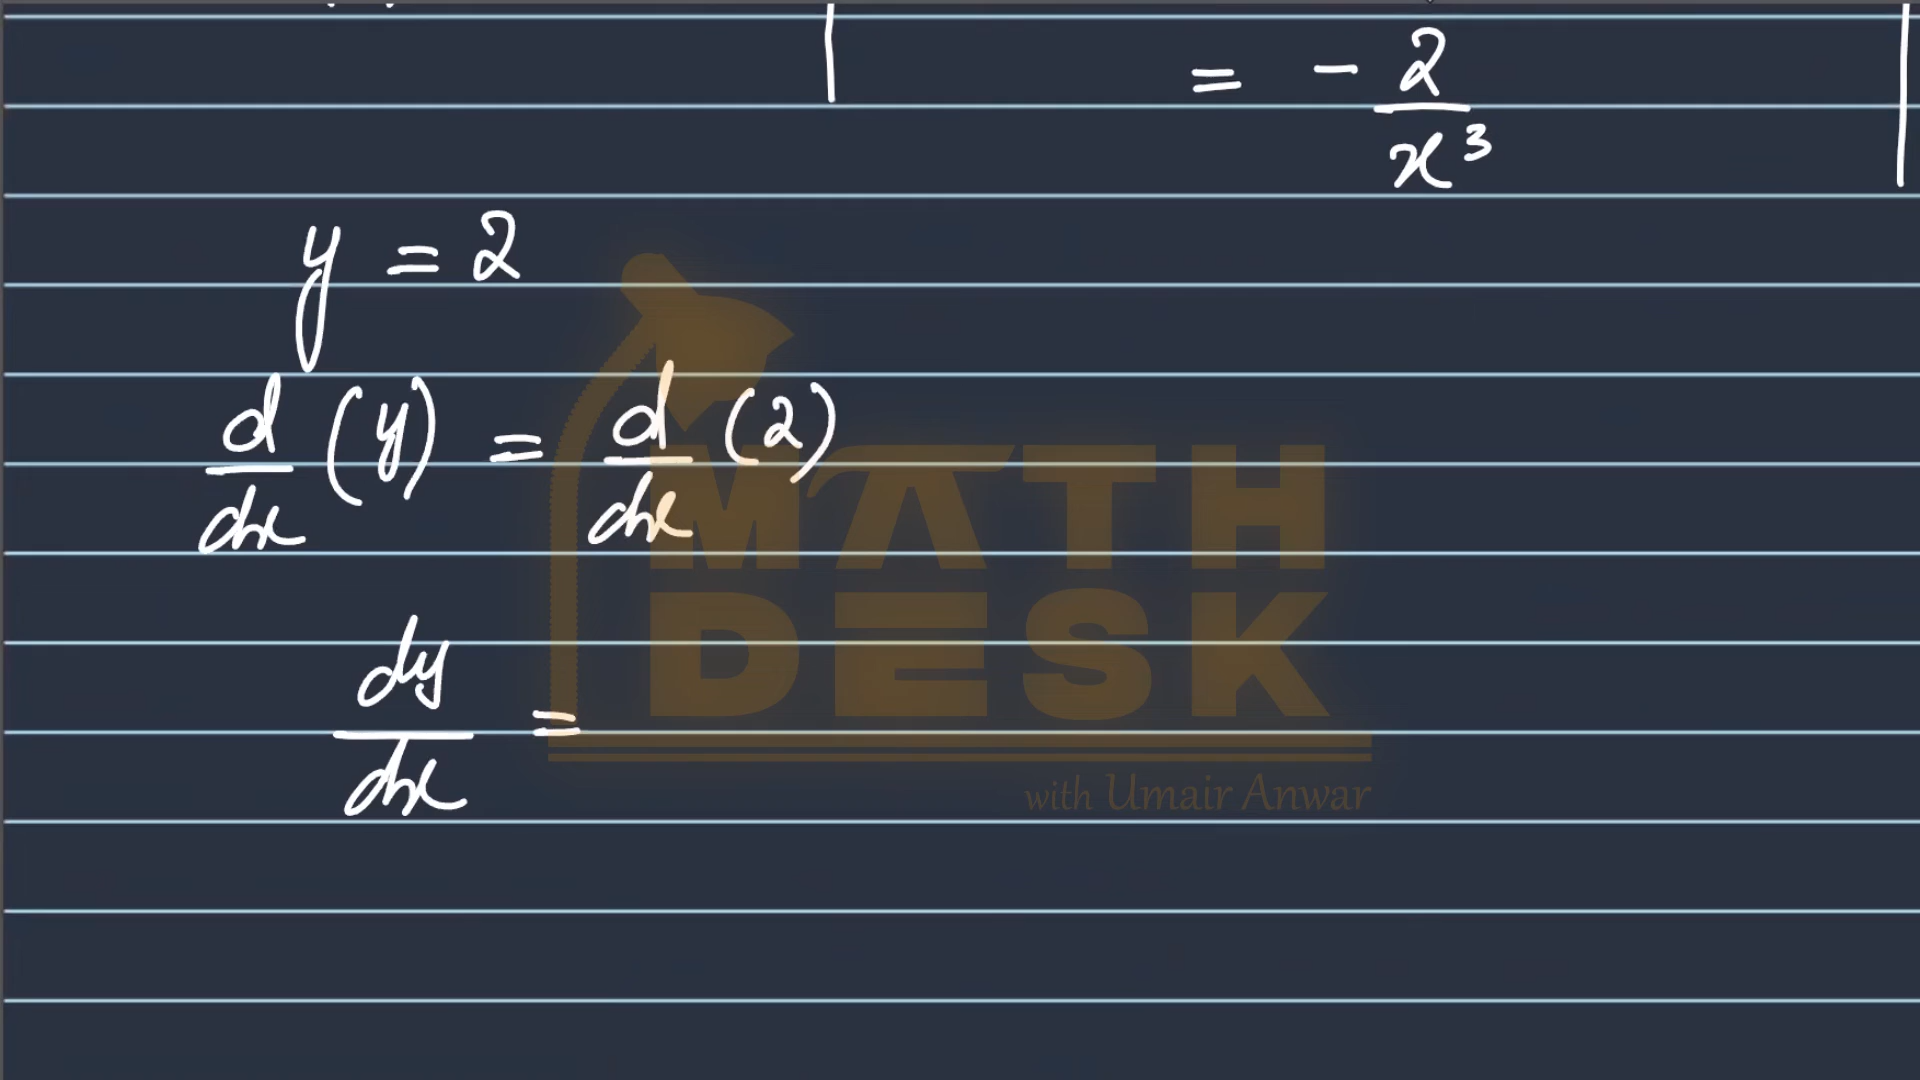 = - 2/x³
y = 2
d/dx (y) = d/dx (2)
dy/dx =
MATH
DESK
with Umair Anwar